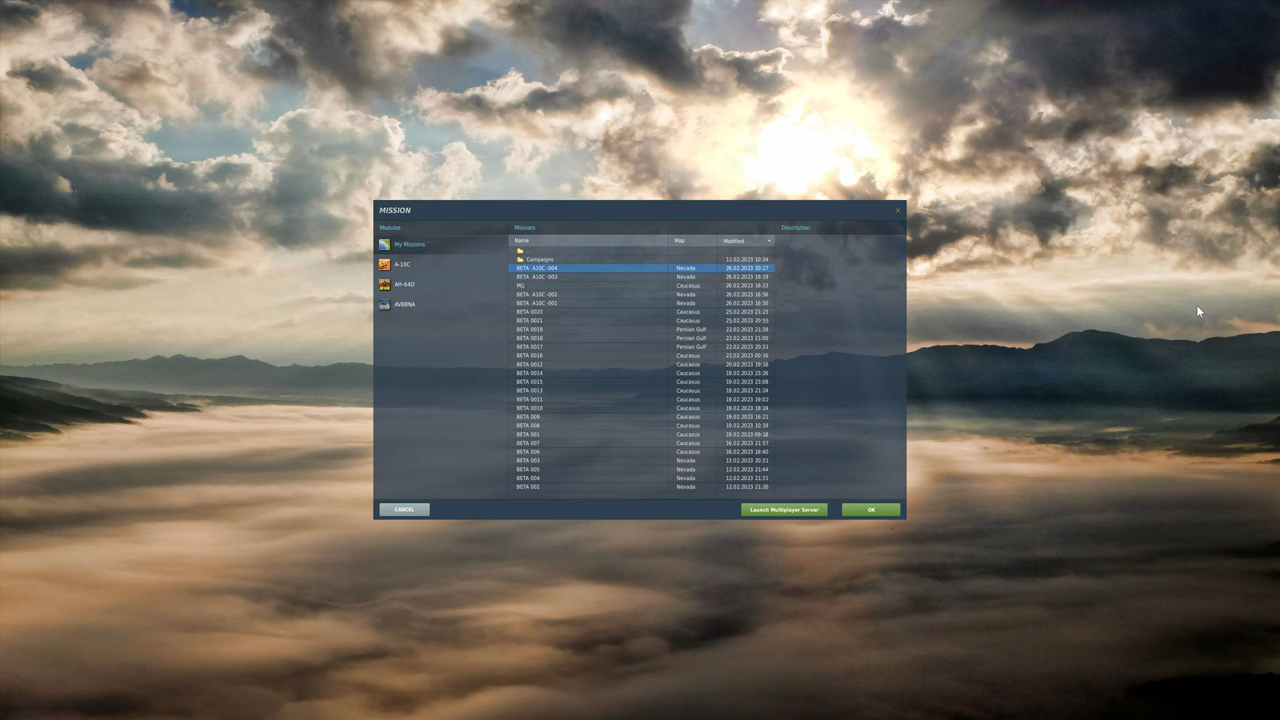 MISSION
Modules Missions Description
My Missions
A-10C
AH-64D
AV8BNA
Name Map Modified
..
Campaigns 12.02.2023 10:34
BETA A10C -004 Nevada 26.02.2023 20:27
BETA A10C -003 Nevada 26.02.2023 19:19
MG Caucasus 26.02.2023 18:33
BETA A10C -002 Nevada 26.02.2023 16:56
BETA A10C -001 Nevada 26.02.2023 16:30
BETA 0020 Caucasus 25.02.2023 21:23
BETA 0021 Caucasus 25.02.2023 20:55
BETA 0019 Persian Gulf 22.02.2023 21:38
BETA 0018 Persian Gulf 22.02.2023 21:00
BETA 0017 Persian Gulf 22.02.2023 20:31
BETA 0016 Caucasus 22.02.2023 00:16
BETA 0012 Caucasus 20.02.2023 19:16
BETA 0014 Caucasus 19.02.2023 23:26
BETA 0015 Caucasus 19.02.2023 23:08
BETA 0013 Caucasus 19.02.2023 21:24
BETA 0011 Caucasus 19.02.2023 19:02
BETA 0010 Caucasus 19.02.2023 18:24
BETA 009 Caucasus 19.02.2023 16:21
BETA 008 Caucasus 19.02.2023 10:19
BETA 001 Caucasus 19.02.2023 09:18
BETA 007 Caucasus 16.02.2023 21:57
BETA 006 Caucasus 16.02.2023 18:40
BETA 003 Nevada 13.02.2023 20:31
BETA 005 Nevada 12.02.2023 21:44
BETA 004 Nevada 12.02.2023 21:31
BETA 002 Nevada 12.02.2023 21:20
CANCEL Launch Multiplayer Server OK